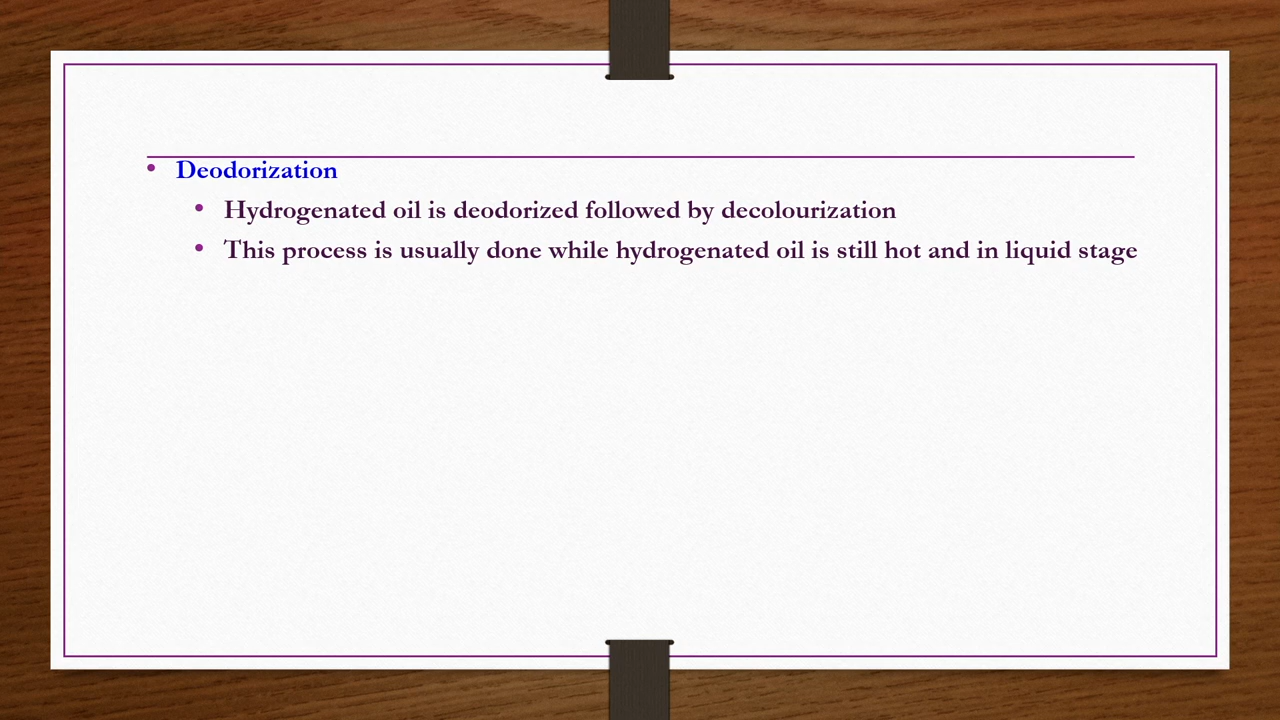 • Deodorization
• Hydrogenated oil is deodorized followed by decolourization
• This process is usually done while hydrogenated oil is still hot and in liquid stage